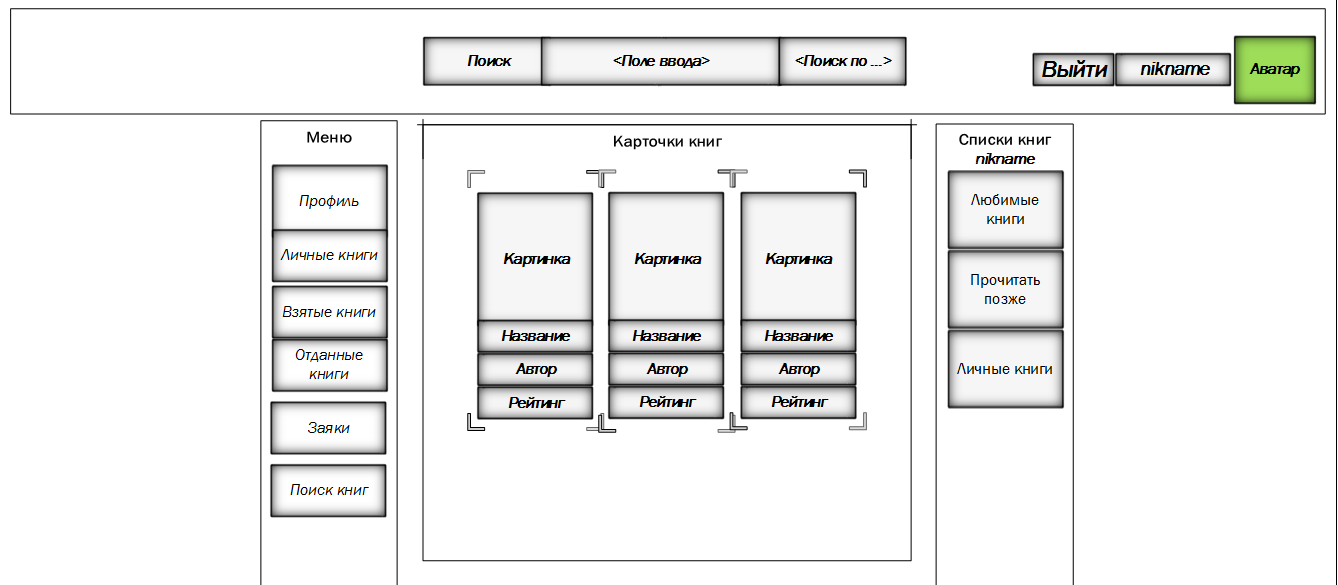 Поиск
<Поле ввода>
<Поиск по ...>
Выйти
nikname
Аватар
Меню
Профиль
Личные книги
Взятые книги
Отданные
книги
Заяки
Поиск книг
Карточки книг
Картинка
Название
Автор
Рейтинг
Картинка
Название
Автор
Рейтинг
Картинка
Название
Автор
Рейтинг
Списки книг
nikname
Любимые
книги
Прочитать
позже
Личные книги